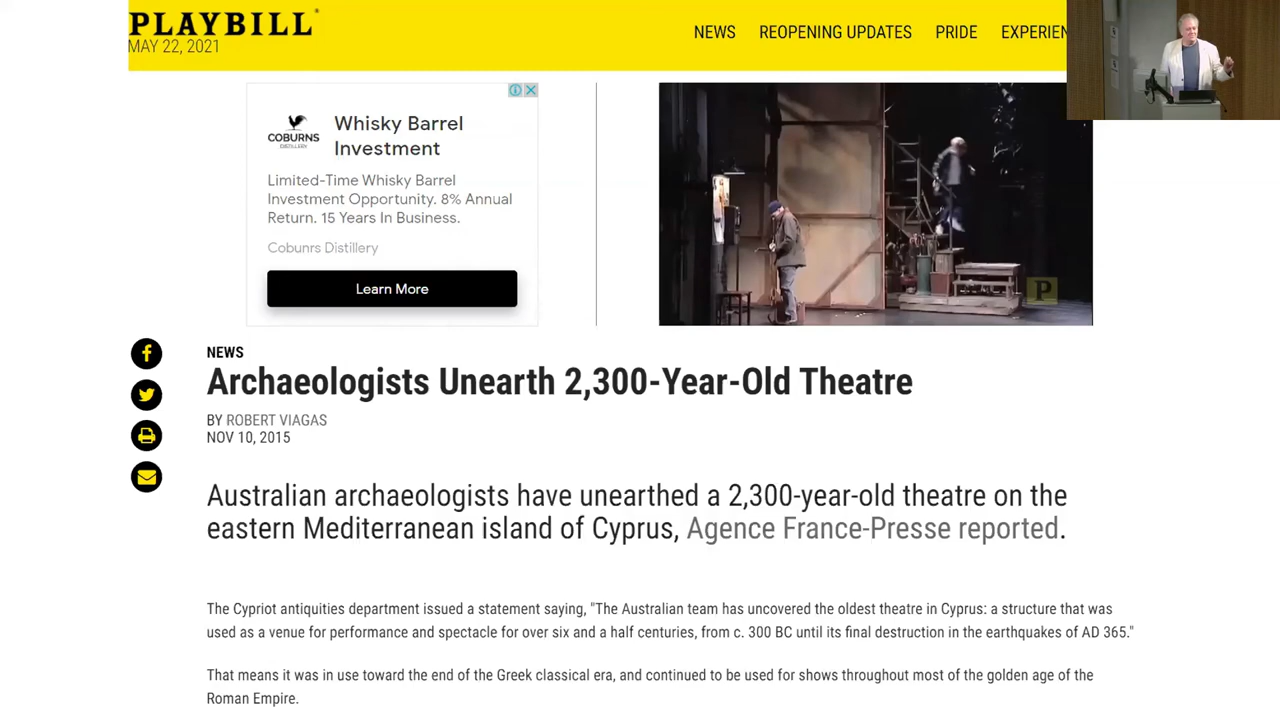 PLAYBILL
MAY 22, 2021
NEWS REOPENING UPDATES PRIDE EXPERIEN
COBURNS
DISTILLERY
Whisky Barrel
Investment
Limited-Time Whisky Barrel
Investment Opportunity. 8% Annual
Return. 15 Years In Business.
Cobunrs Distillery
Learn More
P
NEWS
Archaeologists Unearth 2,300-Year-Old Theatre
BY ROBERT VIAGAS
NOV 10, 2015
Australian archaeologists have unearthed a 2,300-year-old theatre on the
eastern Mediterranean island of Cyprus, Agence France-Presse reported.
The Cypriot antiquities department issued a statement saying, "The Australian team has uncovered the oldest theatre in Cyprus: a structure that was
used as a venue for performance and spectacle for over six and a half centuries, from c. 300 BC until its final destruction in the earthquakes of AD 365."
That means it was in use toward the end of the Greek classical era, and continued to be used for shows throughout most of the golden age of the
Roman Empire.